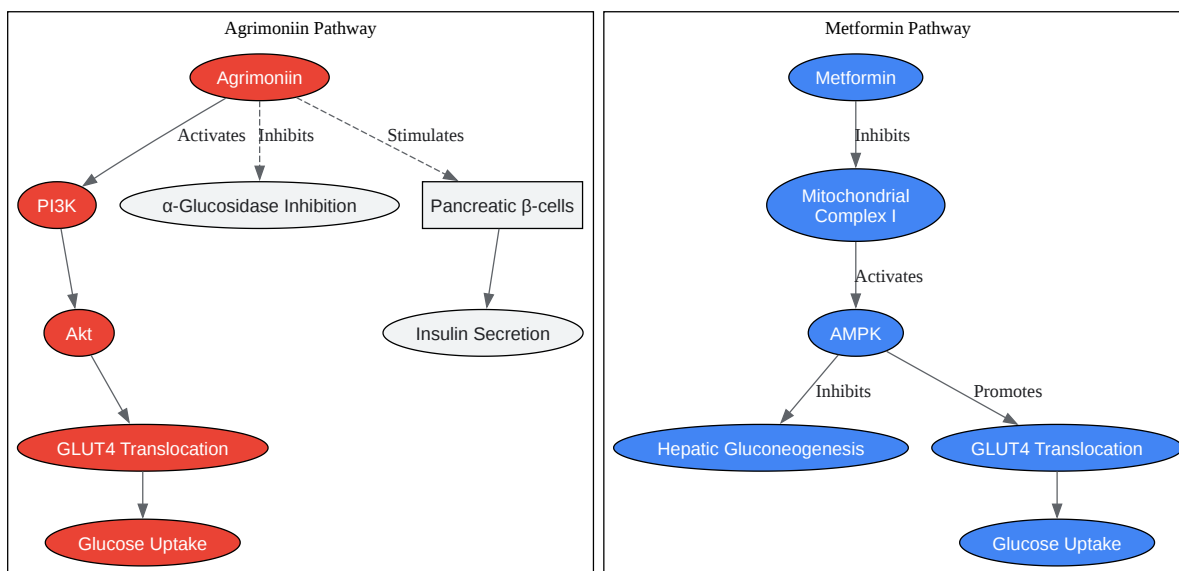 Agrimoniin Pathway
Agrimoniin
Activates
Inhibits
Stimulates
PI3K
α-Glucosidase Inhibition
Pancreatic β-cells
Akt
Insulin Secretion
GLUT4 Translocation
Glucose Uptake
Metformin Pathway
Metformin
Inhibits
Mitochondrial
Complex I
Activates
AMPK
Inhibits
Promotes
Hepatic Gluconeogenesis
GLUT4 Translocation
Glucose Uptake